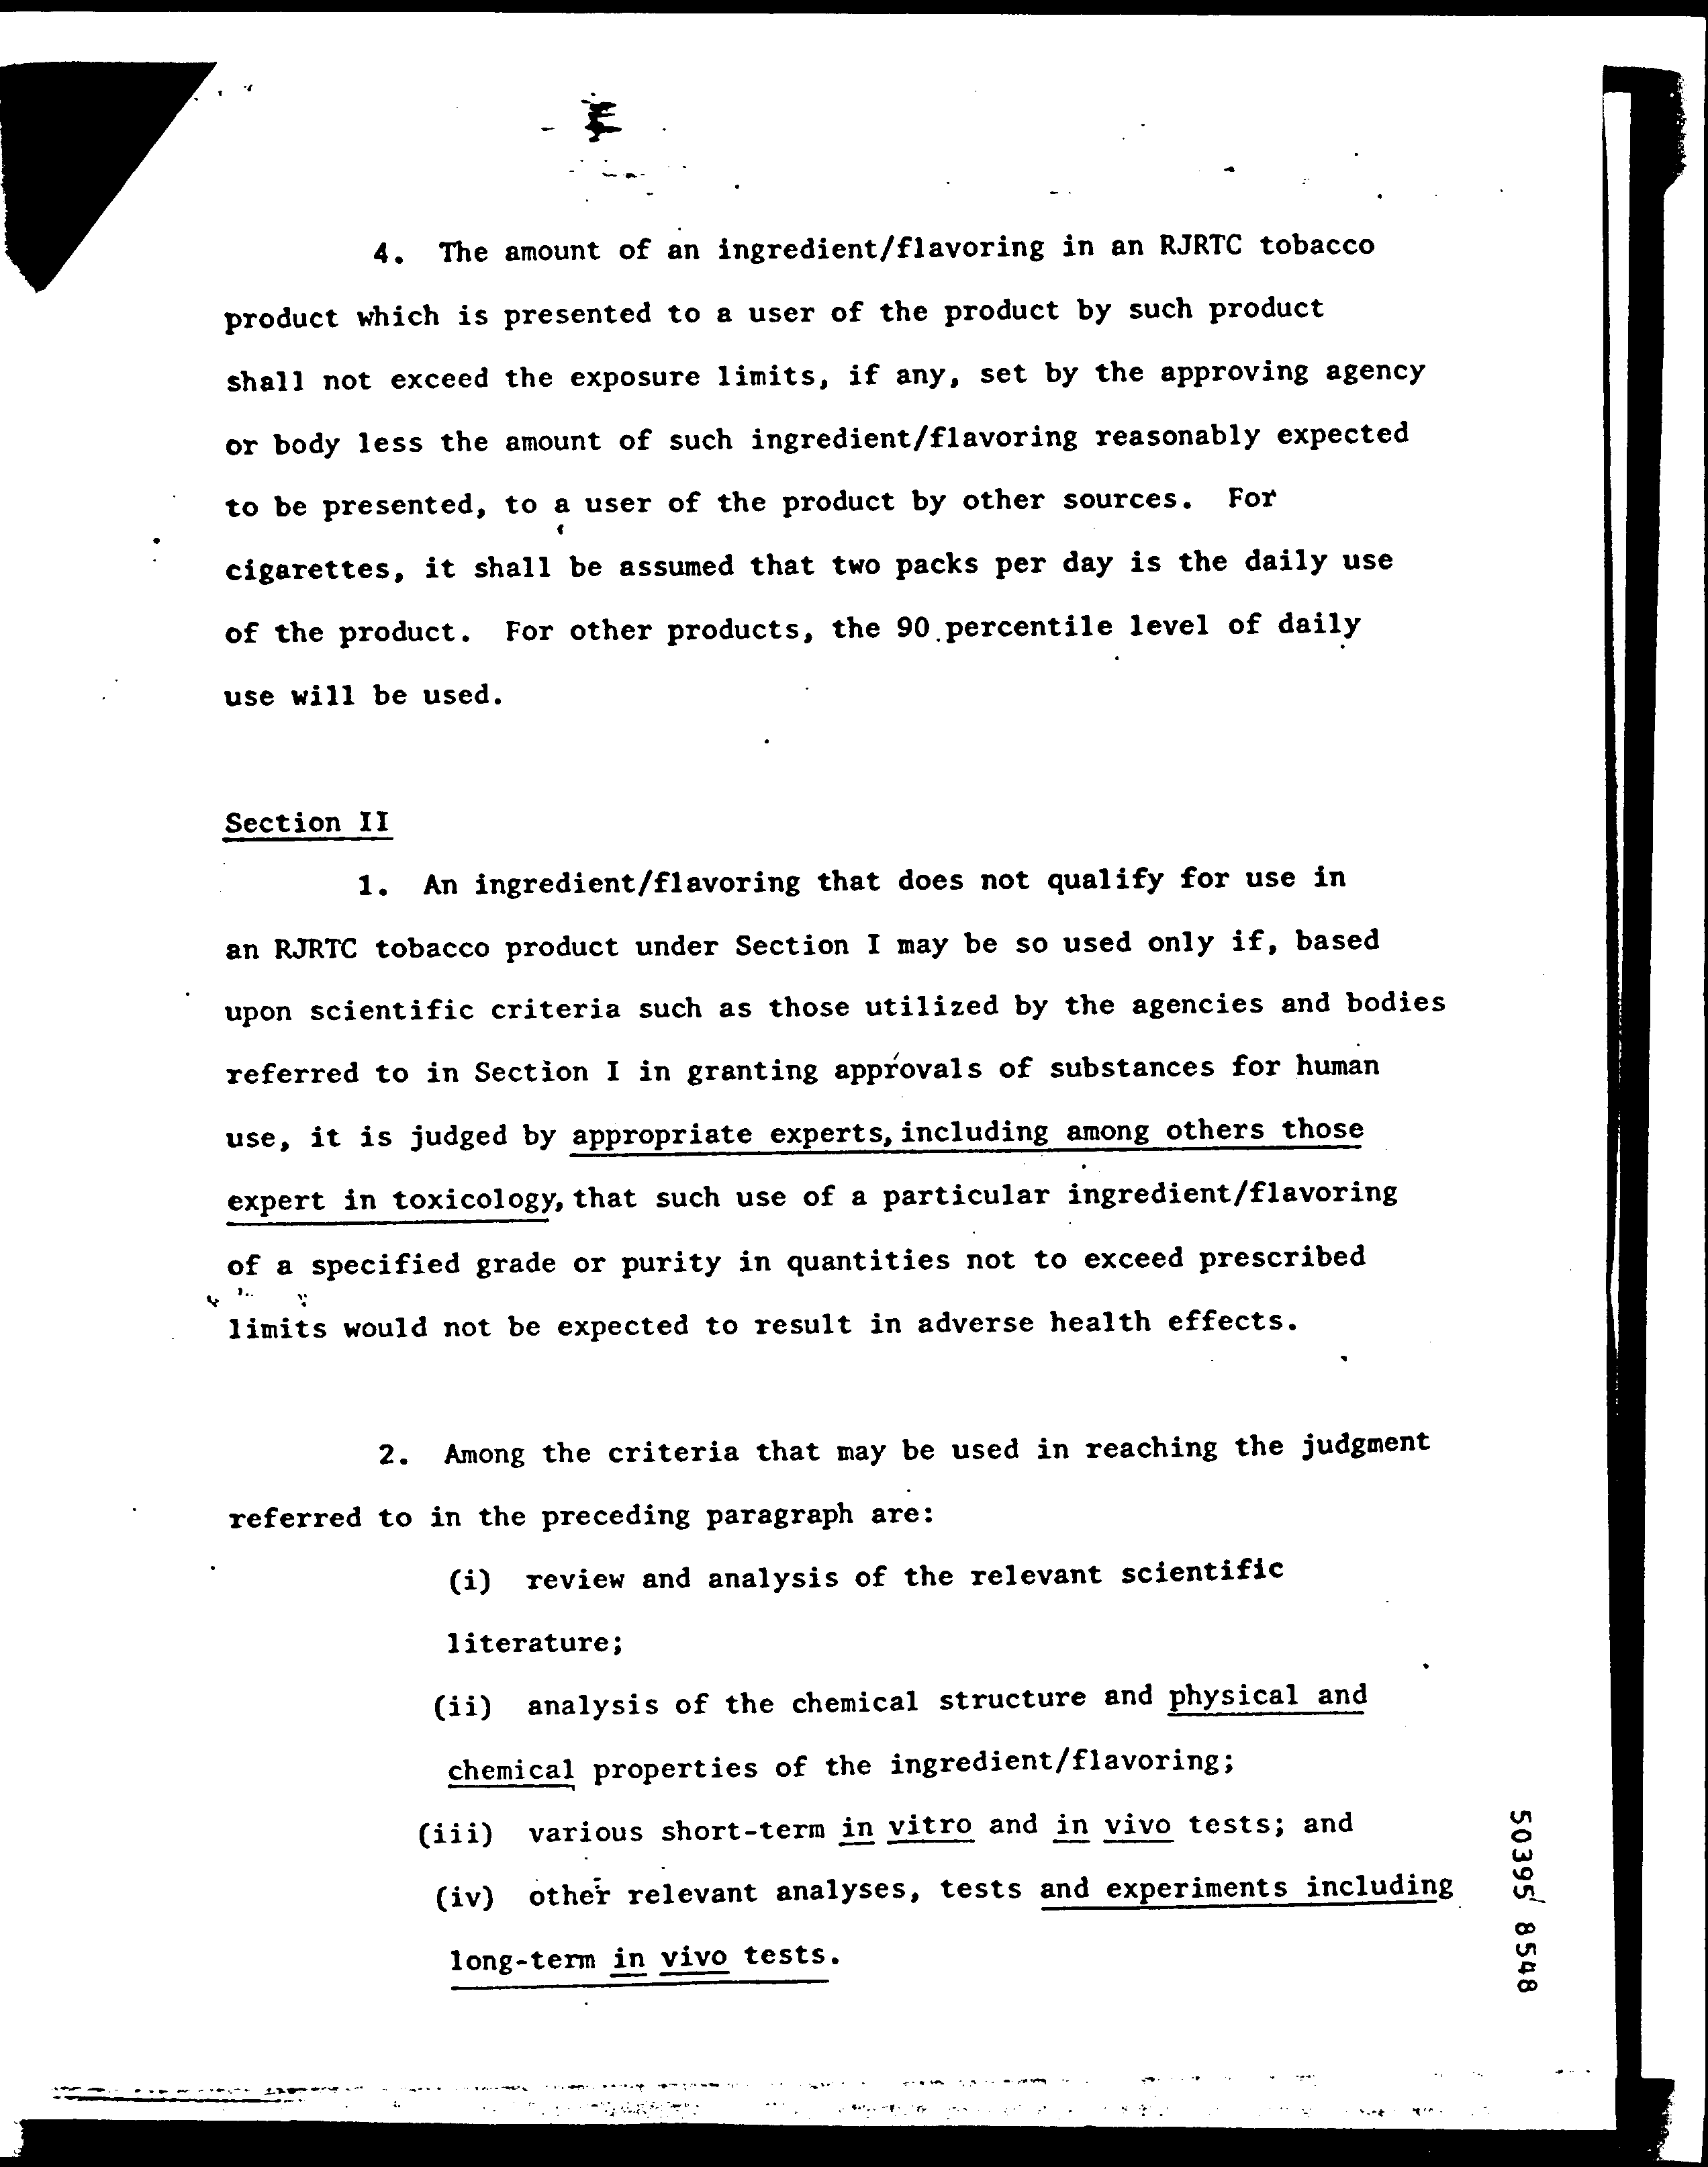 4. The amount of an ingredient/flavoring in an RJRTC tobacco
product which is presented to a user of the product by such product
shall not exceed the exposure limits, if any, set by the approving agency
or body less the amount of such ingredient/flavoring reasonably expected
to be presented, to a user of the product by other sources. For
cigarettes, it shall be assumed that two packs per day is the daily use
of the product. For other products, the 90 percentile level of daily
use will be used.
Section II
1. An ingredient/flavoring that does not qualify for use in
an RJRTC tobacco product under Section I may be so used only if, based
upon scientific criteria such as those utilized by the agencies and bodies
referred to in Section I in granting approvals of substances for human
use, it is judged by appropriate experts, including among others those
expert in toxicology, that such use of a particular ingredient/flavoring
of a specified grade or purity in quantities not to exceed prescribed
limits would not be expected to result in adverse health effects.
2. Among the criteria that may be used in reaching the judgment
referred to in the preceding paragraph are:
(i) review and analysis of the relevant scientific
literature;
(ii) analysis of the chemical structure and physical and
chemical properties of the ingredient/flavoring;
(iii) various short-term in vitro and in vivo tests; and
(iv) other relevant analyses, tests and experiments including
long-term in vivo tests.
50395 8548